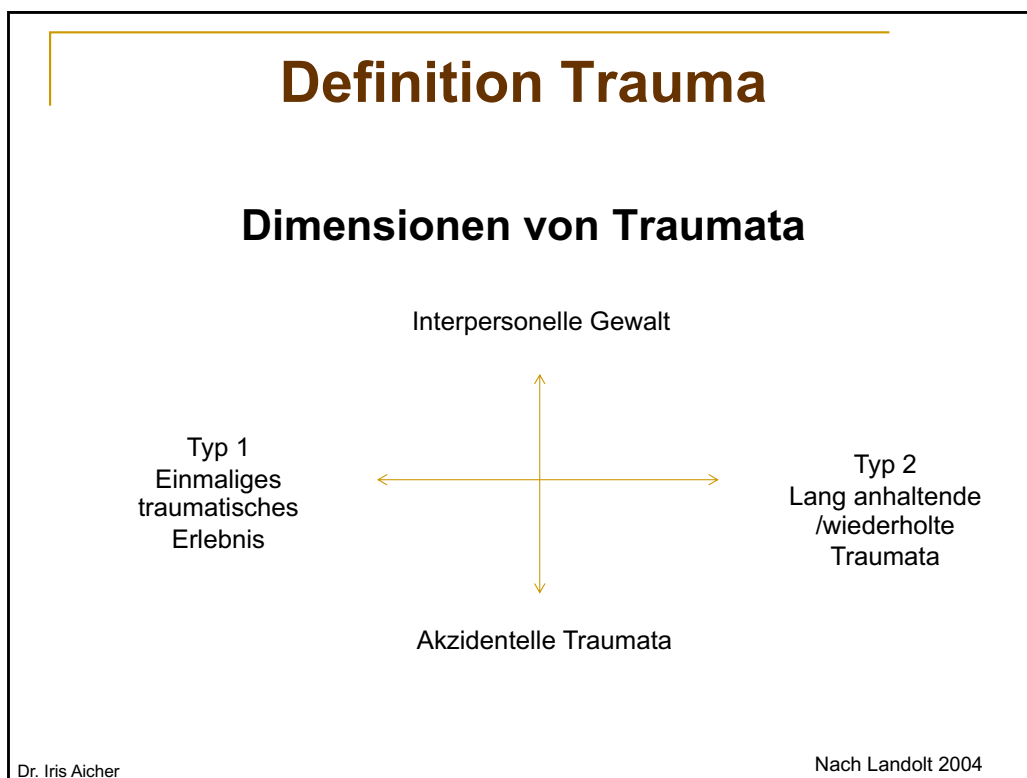 Definition Trauma
Dimensionen von Traumata
Interpersonelle Gewalt
Typ 1
Einmaliges
traumatisches
Erlebnis
Typ 2
Lang anhaltende
/wiederholte
Traumata
Akzidentelle Traumata
Dr. Iris Aicher
Nach Landolt 2004